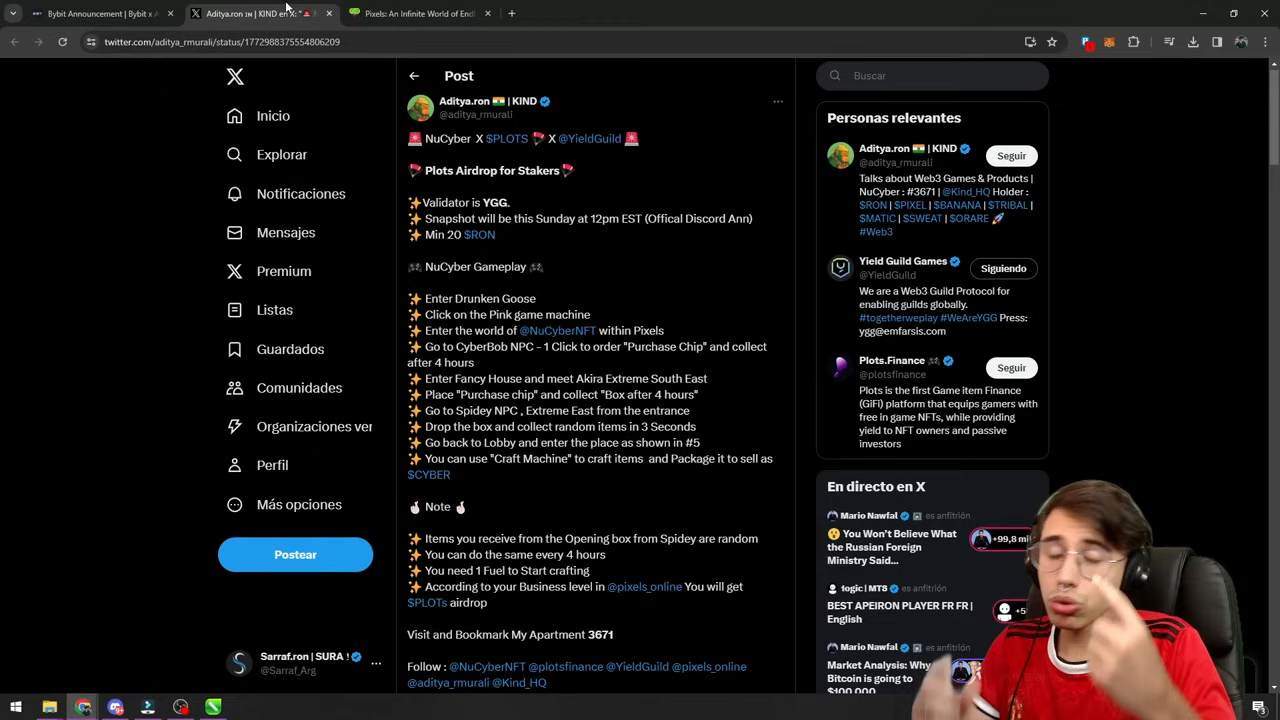 Bybit Announcement | Bybit x A
Aditya.ron IN | KIND en X: "
Pixels: An Infinite World of End
twitter.com/aditya_rmurali/status/1772988375554806209
Inicio
Explorar
Notificaciones
Mensajes
Premium
Listas
Guardados
Comunidades
Organizaciones ver
Perfil
Más opciones
Postear
Sarraf.ron | SURA !
@Sarraf_Arg
Post
Aditya.ron 🇮🇳 | KIND
@aditya_rmurali
🚨 NuCyber X $PLOTS X @YieldGuild 🚨
Plots Airdrop for Stakers
✨Validator is YGG.
✨ Snapshot will be this Sunday at 12pm EST (Offical Discord Ann)
✨ Min 20 $RON
🎮 NuCyber Gameplay 🎮
✨ Enter Drunken Goose
✨ Click on the Pink game machine
✨ Enter the world of @NuCyberNFT within Pixels
✨ Go to CyberBob NPC - 1 Click to order "Purchase Chip" and collect
after 4 hours
✨ Enter Fancy House and meet Akira Extreme South East
✨ Place "Purchase chip" and collect "Box after 4 hours"
✨ Go to Spidey NPC , Extreme East from the entrance
✨ Drop the box and collect random items in 3 Seconds
✨ Go back to Lobby and enter the place as shown in #5
✨ You can use "Craft Machine" to craft items and Package it to sell as
$CYBER
🤞🏻 Note 🤞🏻
✨ Items you receive from the Opening box from Spidey are random
✨ You can do the same every 4 hours
✨ You need 1 Fuel to Start crafting
✨ According to your Business level in @pixels_online You will get
$PLOTs airdrop
Visit and Bookmark My Apartment 3671
Follow : @NuCyberNFT @plotsfinance @YieldGuild @pixels_online
@aditya_rmurali @Kind_HQ
Buscar
Personas relevantes
Aditya.ron 🇮🇳 | KIND
@aditya_rmurali
Seguir
Talks about Web3 Games & Products |
NuCyber : #3671 | @Kind_HQ Holder :
$RON | $PIXEL | $BANANA | $TRIBAL |
$MATIC | $SWEAT | $ORARE 🚀
#Web3
Yield Guild Games
@YieldGuild
Siguiendo
We are a Web3 Guild Protocol for
enabling guilds globally.
#togetherweplay #WeAreYGG Press:
ygg@emfarsis.com
Plots.Finance 🎮
@plotsfinance
Seguir
Plots is the first Game item Finance
(GiFi) platform that equips gamers with
free in game NFTs, while providing
yield to NFT owners and passive
investors
En directo en X
Mario Nawfal es anfitrión
😮 You Won't Believe What
the Russian Foreign
Ministry Said...
+99,8 mil
1ogic | MTS es anfitrión
BEST APEIRON PLAYER FR FR |
English
Mario Nawfal es anfitrión
Market Analysis: Why
Bitcoin is going to
$100,000